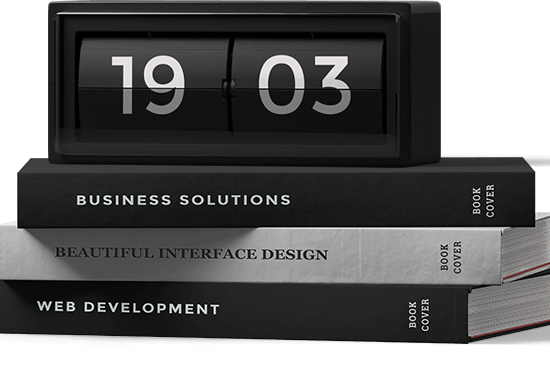 19 03
BUSINESS SOLUTIONS
BOOK
COVER
BEAUTIFUL INTERFACE DESIGN
BOOK
COVER
WEB DEVELOPMENT
BOOK
COVER